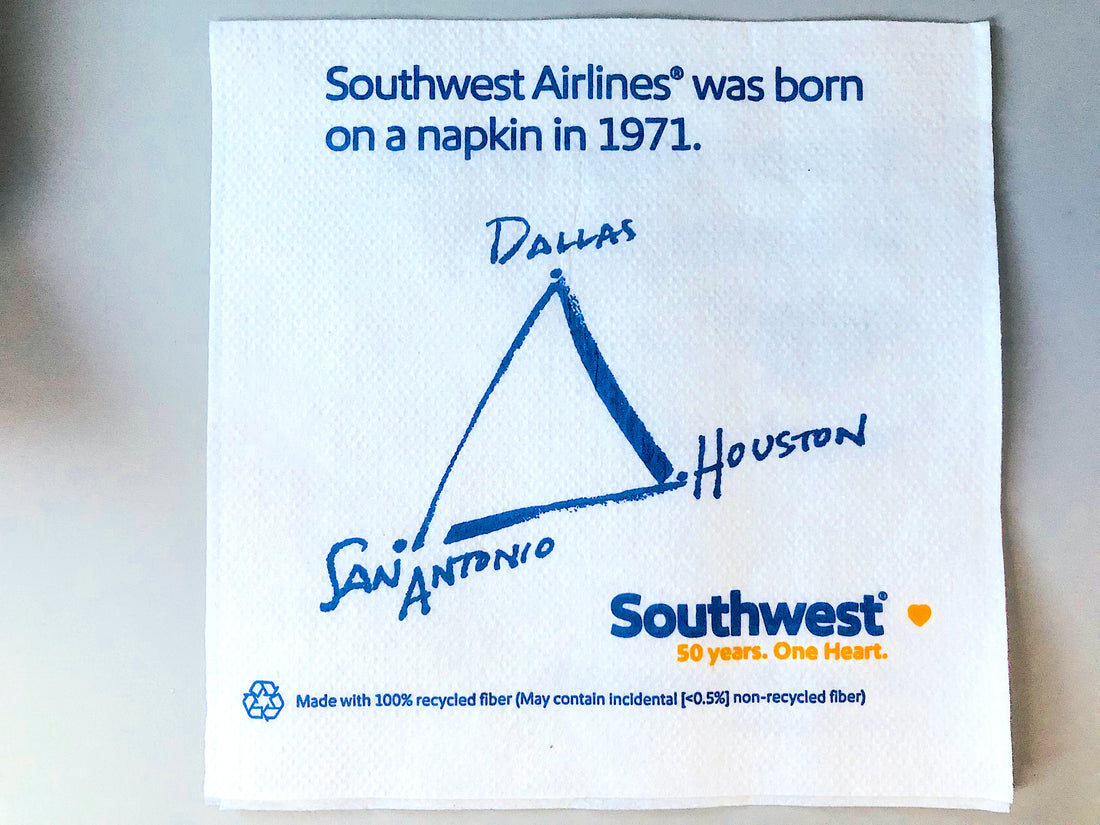 Southwest Airlines® was born
on a napkin in 1971.
DALLAS
HOUSTON
SAN ANTONIO
Southwest®
50 years. One Heart.
Made with 100% recycled fiber (May contain incidental [<0.5%] non-recycled fiber)